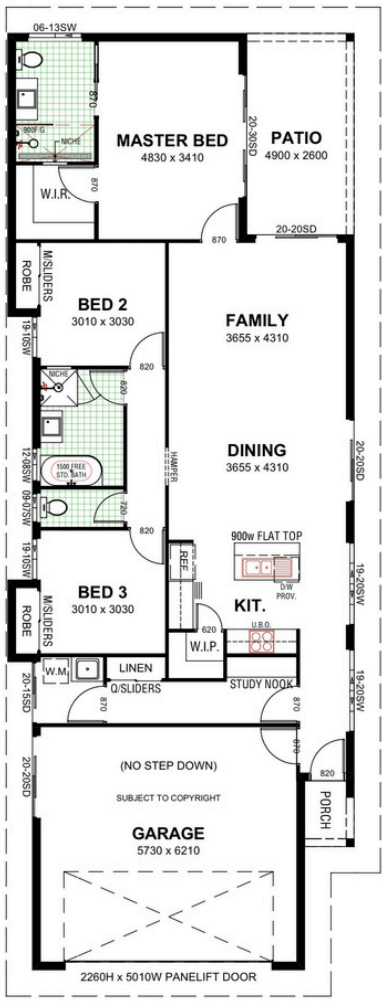 06-13SW
870
900F/G
NICHE
MASTER BED
4830 x 3410
20-30SD
PATIO
4900 x 2600
W.I.R.
870
870
20-20SD
ROBE
M/SLIDERS
BED 2
3010 x 3030
FAMILY
3655 x 4310
19-10SW
820
NICHE
820
HAMPER
DINING
3655 x 4310
20-20SD
12-08SW
1500 FREE
STD. BATH
09-07SW
720
820
900w FLAT TOP
19-10SW
REF.
D/W
PROV.
19-20SW
BED 3
3010 x 3030
KIT.
ROBE
M/SLIDERS
620
U.B.O.
W.I.P.
W.M.
LINEN
Q/SLIDERS
STUDY NOOK
20-15SD
870
870
19-20SW
870
820
20-20SD
(NO STEP DOWN)
SUBJECT TO COPYRIGHT
PORCH
GARAGE
5730 x 6210
2260H x 5010W PANELIFT DOOR